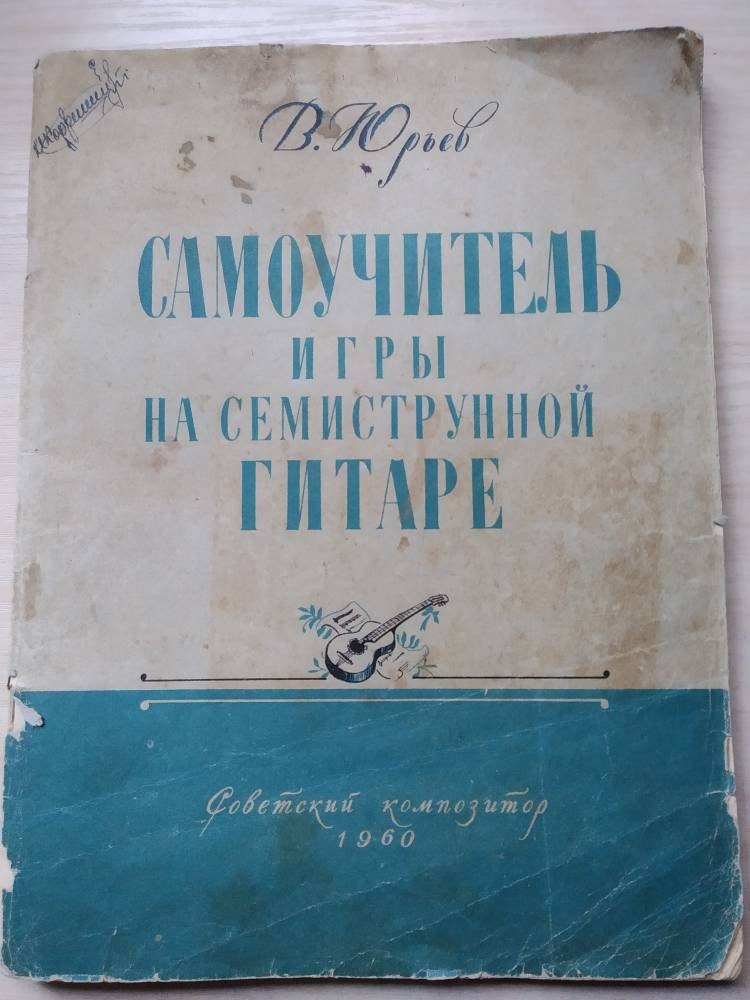 В. Юрьев
САМОУЧИТЕЛЬ
ИГРЫ
НА СЕМИСТРУННОЙ
ГИТАРЕ
Советский композитор
1960